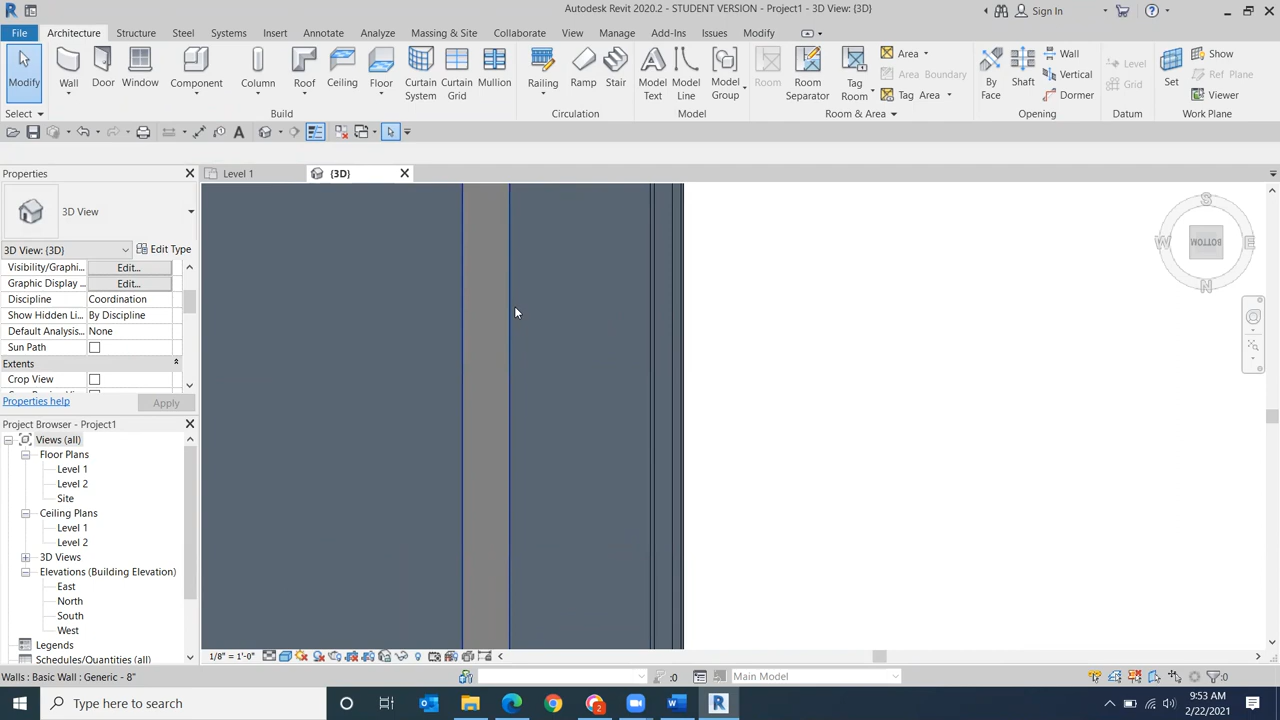 Autodesk Revit 2020.2 - STUDENT VERSION - Project1 - 3D View: {3D}
Sign In
File Architecture Structure Steel Systems Insert Annotate Analyze Massing & Site Collaborate View Manage Add-Ins Issues Modify
Modify Wall Door Window Component Column Roof Ceiling Floor Curtain System Curtain Grid Mullion Railing Ramp Stair Model Text Model Line Model Group Room Room Separator Tag Room Area Area Boundary Tag Area By Face Shaft Wall Vertical Dormer Level Grid Set Show Ref Plane Viewer
Select Build Circulation Model Room & Area Opening Datum Work Plane
Properties
Level 1 {3D}
3D View
3D View: {3D} Edit Type
Visibility/Graphi... Edit...
Graphic Display ... Edit...
Discipline Coordination
Show Hidden Li... By Discipline
Default Analysis... None
Sun Path
Extents
Crop View
Properties help Apply
Project Browser - Project1
Views (all)
Floor Plans
Level 1
Level 2
Site
Ceiling Plans
Level 1
Level 2
3D Views
Elevations (Building Elevation)
East
North
South
West
Legends
Schedules/Quantities (all)
S
W BOTTOM E
N
1/8" = 1'-0"
Walls : Basic Wall : Generic - 8"
:0 Main Model :0
Type here to search
9:53 AM
2/22/2021